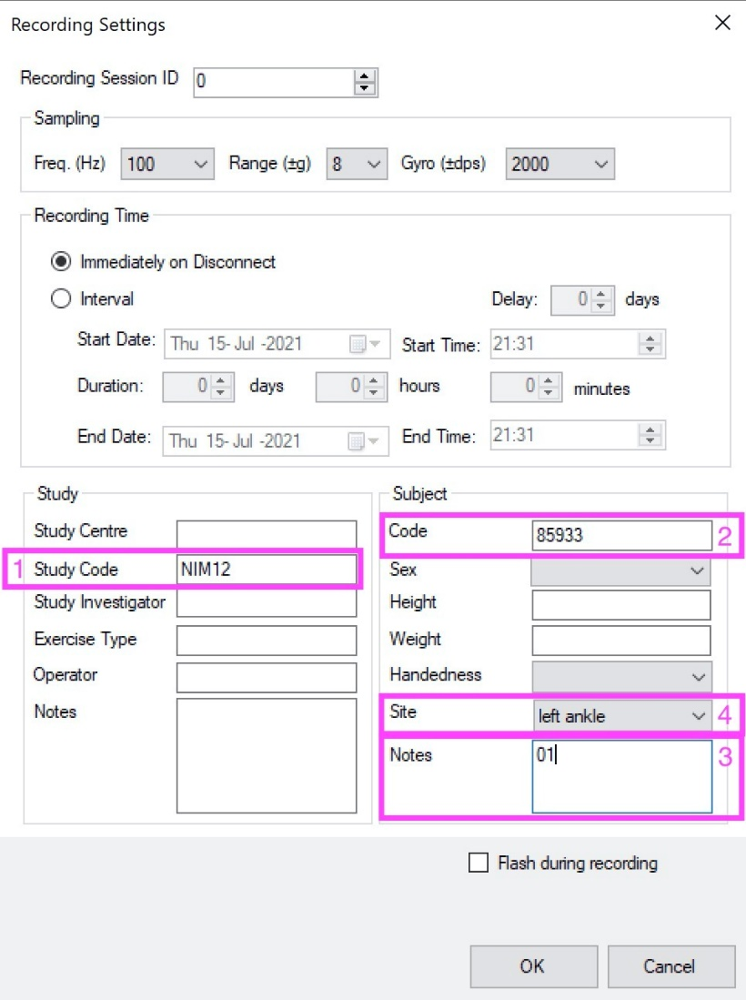 Recording Settings
Recording Session ID 0
Sampling
Freq. (Hz) 100 Range (±g) 8 Gyro (±dps) 2000
Recording Time
Immediately on Disconnect
Interval Delay: 0 days
Start Date: Thu 15-Jul -2021 Start Time: 21:31
Duration: 0 days 0 hours 0 minutes
End Date: Thu 15-Jul -2021 End Time: 21:31
Study
Study Centre
1 Study Code NIM12
Study Investigator
Exercise Type
Operator
Notes
Subject
Code 85933 2
Sex
Height
Weight
Handedness
Site left ankle 4
Notes 01 3
Flash during recording
OK Cancel